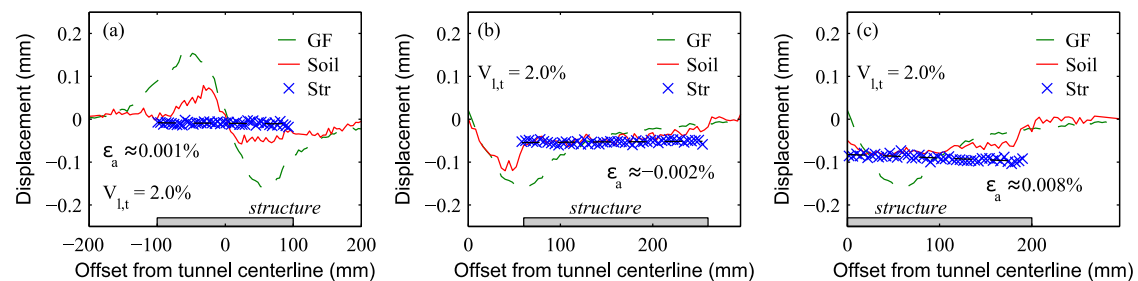 (a)
GF
Soil
Str
εₐ ≈0.001%
V_l,t = 2.0%
structure
0.2
0.1
0
−0.1
−0.2
−200 −100 0 100 200
Displacement (mm)
Offset from tunnel centerline (mm)
(b)
GF
V_l,t = 2.0%
Soil
Str
εₐ ≈−0.002%
structure
0.2
0.1
0
−0.1
−0.2
0 100 200
Displacement (mm)
Offset from tunnel centerline (mm)
(c)
GF
V_l,t = 2.0%
Soil
Str
εₐ ≈0.008%
structure
0.2
0.1
0
−0.1
−0.2
0 100 200
Displacement (mm)
Offset from tunnel centerline (mm)